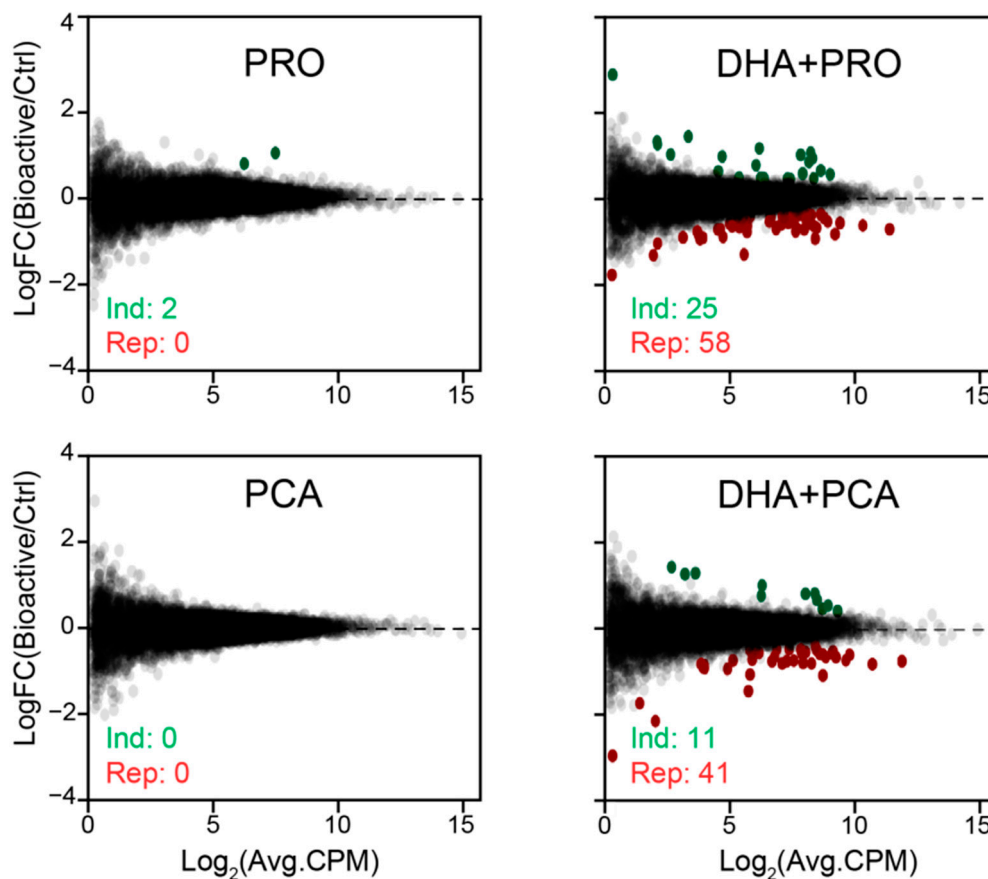 PRO
LogFC(Bioactive/Ctrl)
4
2
0
−2
−4
Ind: 2
Rep: 0
0 5 10 15
DHA+PRO
Ind: 25
Rep: 58
0 5 10 15
PCA
LogFC(Bioactive/Ctrl)
4
2
0
−2
−4
Ind: 0
Rep: 0
0 5 10 15
Log₂(Avg.CPM)
DHA+PCA
Ind: 11
Rep: 41
0 5 10 15
Log₂(Avg.CPM)